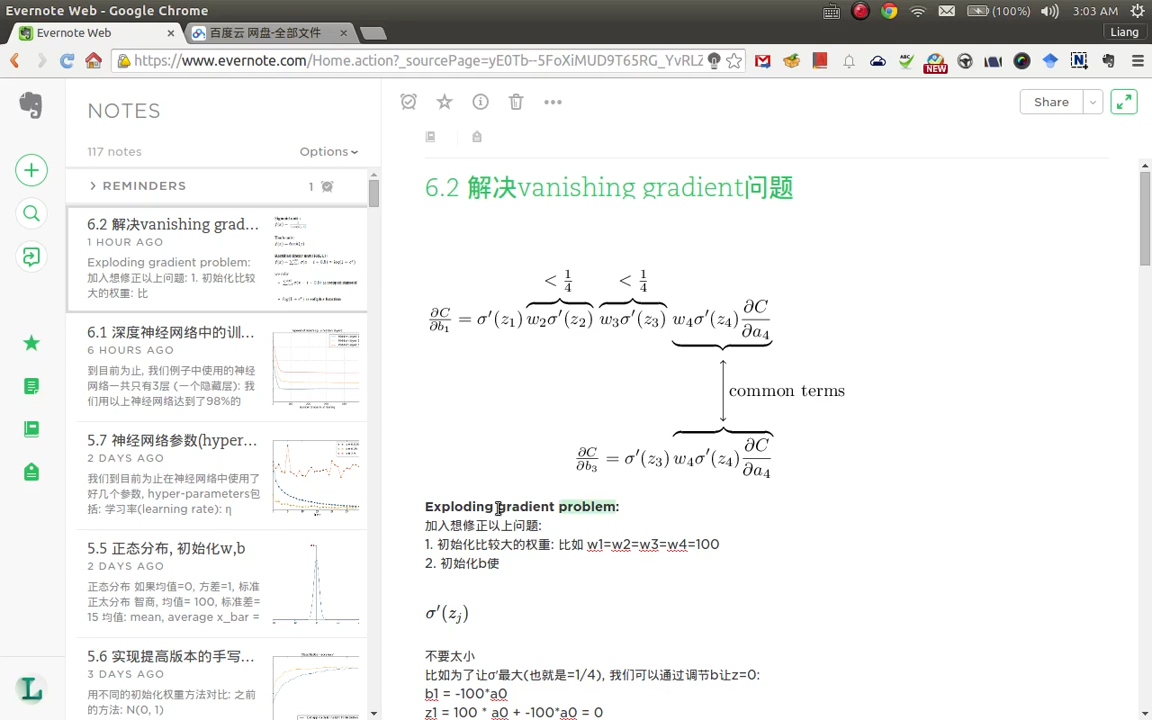 Evernote Web - Google Chrome
(100%)
3:03 AM
Evernote Web
百度云 网盘-全部文件
Liang
https://www.evernote.com/Home.action?_sourcePage=yE0Tb--5FoXiMUD9T65RG_YvRLZ
NEW
NOTES
117 notes
Options
REMINDERS 1
6.2 解决vanishing grad...
1 HOUR AGO
Exploding gradient problem:
加入想修正以上问题: 1. 初始化比较
大的权重: 比
6.1 深度神经网络中的训...
6 HOURS AGO
到目前为止, 我们例子中使用的神经
网络一共只有3层 (一个隐藏层): 我
们用以上神经网络达到了98%的
5.7 神经网络参数(hyper...
2 DAYS AGO
我们到目前为止在神经网络中使用了
好几个参数, hyper-parameters包
括: 学习率(learning rate): η
5.5 正态分布, 初始化w,b
2 DAYS AGO
正态分布 如果均值=0, 方差=1, 标准
正太分布 智商, 均值= 100, 标准差=
15 均值: mean, average x_bar =
5.6 实现提高版本的手写...
3 DAYS AGO
用不同的初始化权重方法对比: 之前
的方法: N(0, 1)
Share
6.2 解决vanishing gradient问题
< 1/4 < 1/4
∂C/∂b₁ = σ′(z₁) w₂σ′(z₂) w₃σ′(z₃) w₄σ′(z₄) ∂C/∂a₄
common terms
∂C/∂b₃ = σ′(z₃) w₄σ′(z₄) ∂C/∂a₄
Exploding gradient problem:
加入想修正以上问题:
1. 初始化比较大的权重: 比如 w1=w2=w3=w4=100
2. 初始化b使
σ′(zⱼ)
不要太小
比如为了让σ'最大(也就是=1/4), 我们可以通过调节b让z=0:
b1 = -100*a0
z1 = 100 * a0 + -100*a0 = 0